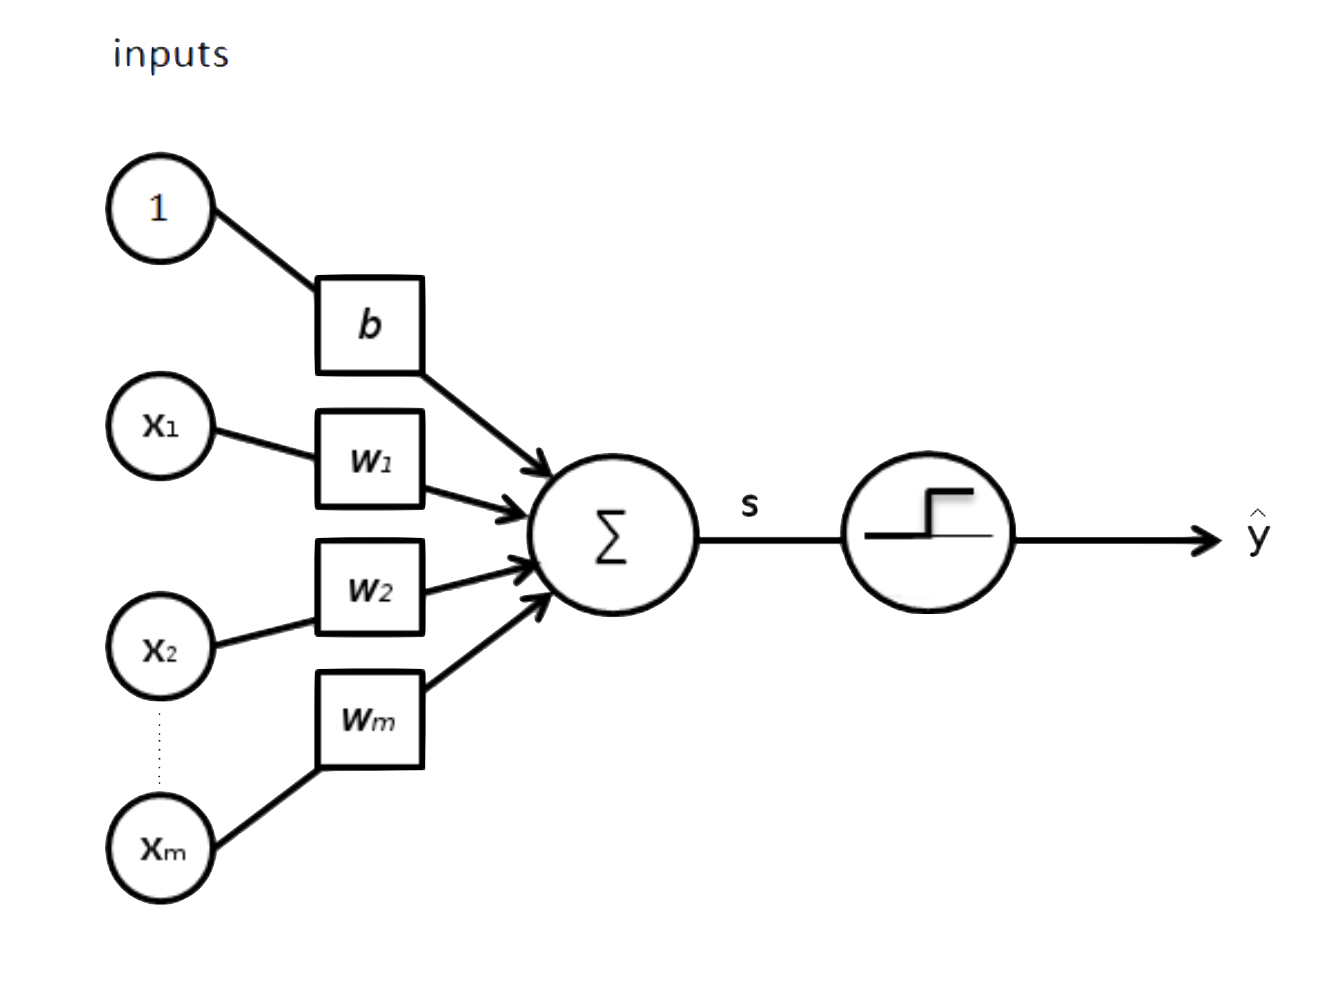 inputs
1
b
x₁
w₁
∑
s
ŷ
w₂
x₂
wₘ
xₘ